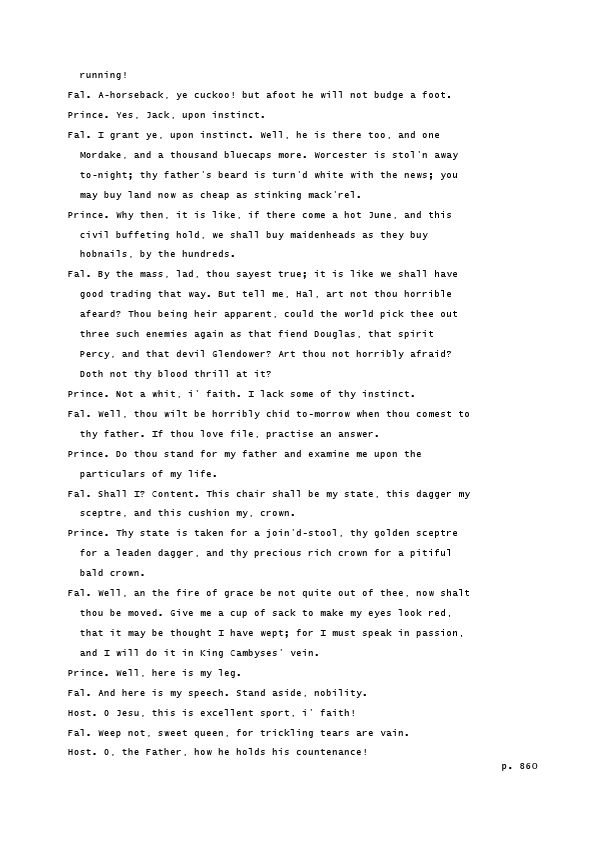 running!
Fal. A-horseback, ye cuckoo! but afoot he will not budge a foot.
Prince. Yes, Jack, upon instinct.
Fal. I grant ye, upon instinct. Well, he is there too, and one
Mordake, and a thousand bluecaps more. Worcester is stol'n away
to-night; thy father's beard is turn'd white with the news; you
may buy land now as cheap as stinking mack'rel.
Prince. Why then, it is like, if there come a hot June, and this
civil buffeting hold, we shall buy maidenheads as they buy
hobnails, by the hundreds.
Fal. By the mass, lad, thou sayest true; it is like we shall have
good trading that way. But tell me, Hal, art not thou horrible
afeard? Thou being heir apparent, could the world pick thee out
three such enemies again as that fiend Douglas, that spirit
Percy, and that devil Glendower? Art thou not horribly afraid?
Doth not thy blood thrill at it?
Prince. Not a whit, i' faith. I lack some of thy instinct.
Fal. Well, thou wilt be horribly chid to-morrow when thou comest to
thy father. If thou love file, practise an answer.
Prince. Do thou stand for my father and examine me upon the
particulars of my life.
Fal. Shall I? Content. This chair shall be my state, this dagger my
sceptre, and this cushion my, crown.
Prince. Thy state is taken for a join'd-stool, thy golden sceptre
for a leaden dagger, and thy precious rich crown for a pitiful
bald crown.
Fal. Well, an the fire of grace be not quite out of thee, now shalt
thou be moved. Give me a cup of sack to make my eyes look red,
that it may be thought I have wept; for I must speak in passion,
and I will do it in King Cambyses' vein.
Prince. Well, here is my leg.
Fal. And here is my speech. Stand aside, nobility.
Host. O Jesu, this is excellent sport, i' faith!
Fal. Weep not, sweet queen, for trickling tears are vain.
Host. O, the Father, how he holds his countenance!
p. 860